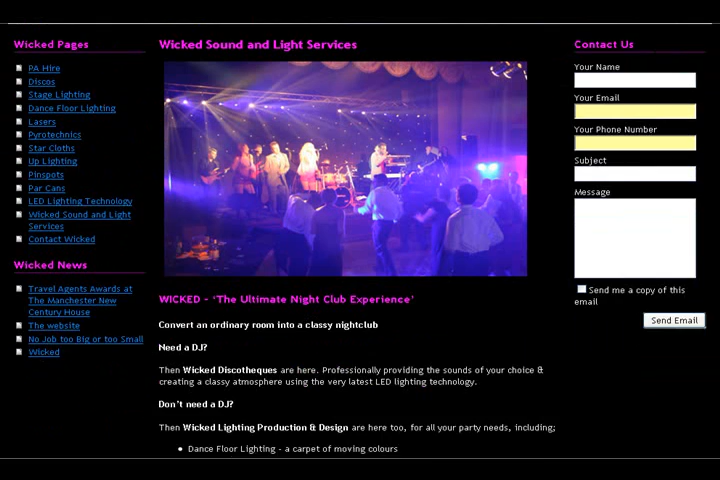 Wicked Pages
PA Hire
Discos
Stage Lighting
Dance Floor Lighting
Lasers
Pyrotechnics
Star Cloths
Up Lighting
Pinspots
Par Cans
LED Lighting Technology
Wicked Sound and Light
Services
Contact Wicked
Wicked News
Travel Agents Awards at
The Manchester New
Century House
The website
No Job too Big or too Small
Wicked
Wicked Sound and Light Services
WICKED - ‘The Ultimate Night Club Experience’
Convert an ordinary room into a classy nightclub
Need a DJ?
Then Wicked Discotheques are here. Professionally providing the sounds of your choice &
creating a classy atmosphere using the very latest LED lighting technology.
Don’t need a DJ?
Then Wicked Lighting Production & Design are here too, for all your party needs, including;
Dance Floor Lighting - a carpet of moving colours
Contact Us
Your Name
Your Email
Your Phone Number
Subject
Message
Send me a copy of this
email
Send Email